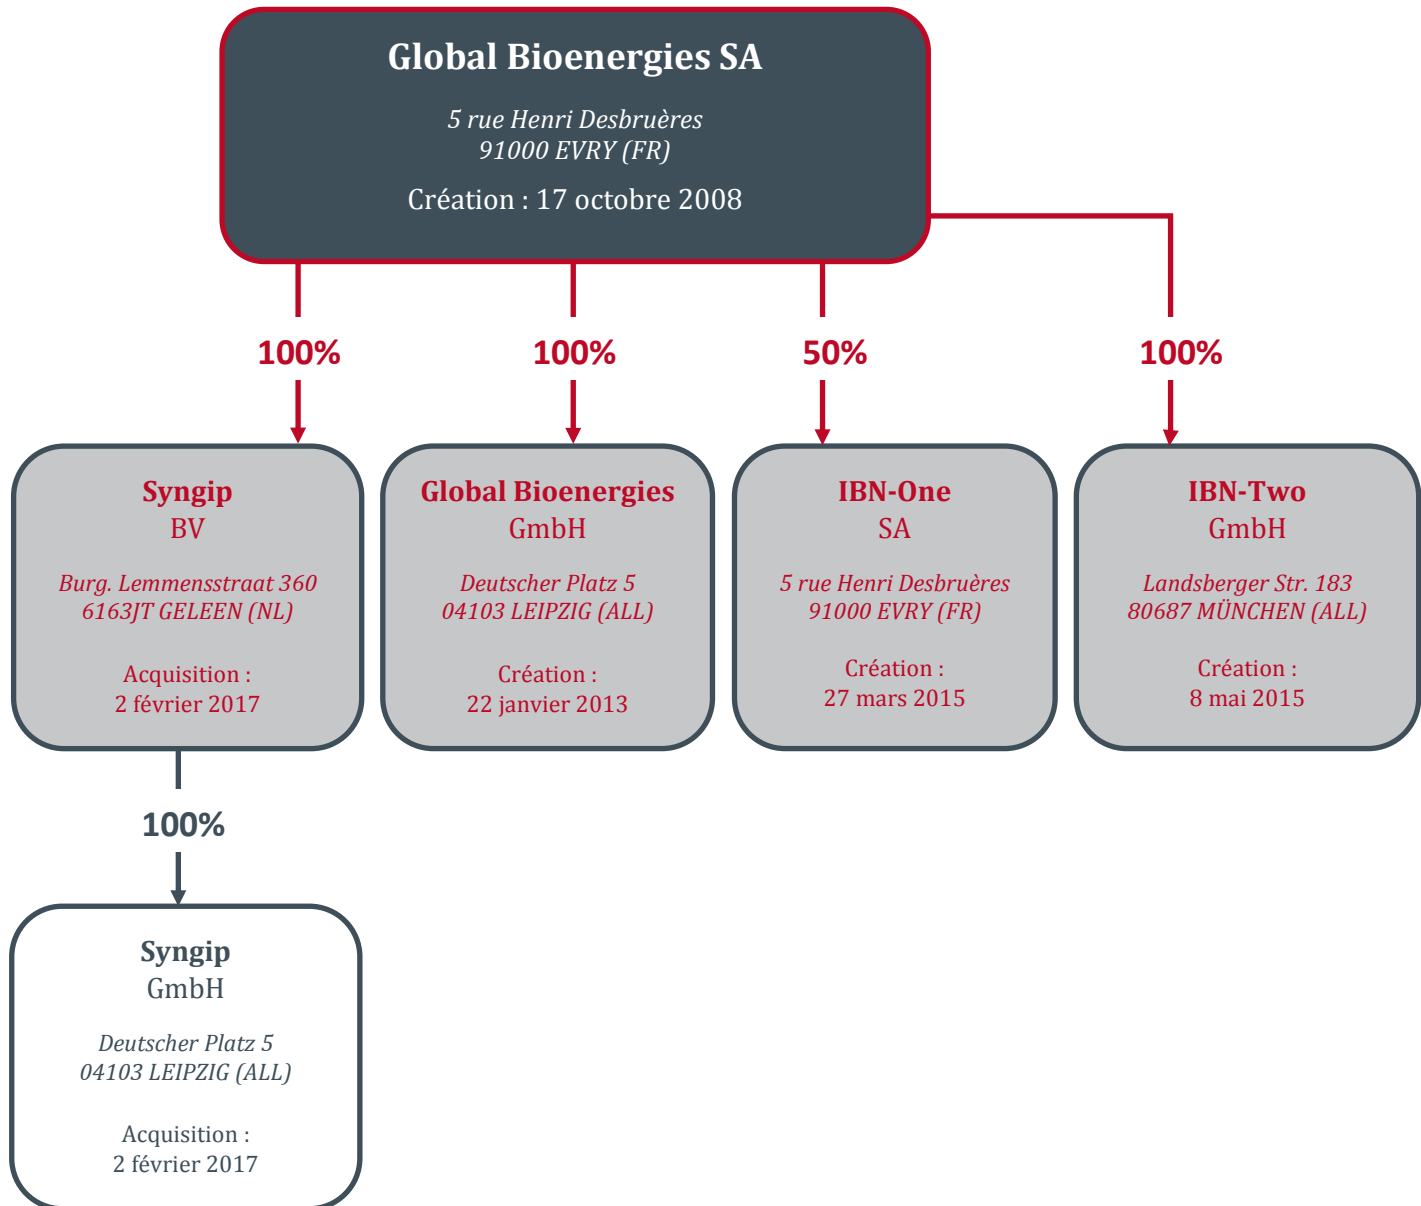 Global Bioenergies SA
5 rue Henri Desbruères
91000 EVRY (FR)
Création : 17 octobre 2008
100%
100%
50%
100%
Syngip
BV
Burg. Lemmensstraat 360
6163JT GELEEN (NL)
Acquisition :
2 février 2017
Global Bioenergies
GmbH
Deutscher Platz 5
04103 LEIPZIG (ALL)
Création :
22 janvier 2013
IBN-One
SA
5 rue Henri Desbruères
91000 EVRY (FR)
Création :
27 mars 2015
IBN-Two
GmbH
Landsberger Str. 183
80687 MÜNCHEN (ALL)
Création :
8 mai 2015
100%
Syngip
GmbH
Deutscher Platz 5
04103 LEIPZIG (ALL)
Acquisition :
2 février 2017